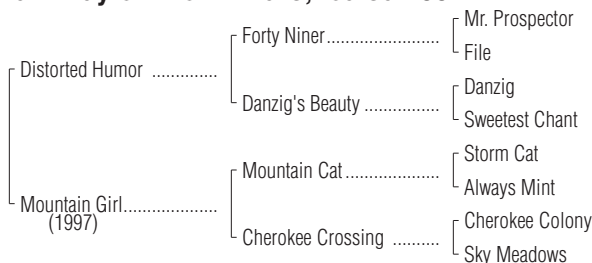 Mr. Prospector
Forty Niner
File
Distorted Humor
Danzig
Danzig's Beauty
Sweetest Chant
Storm Cat
Mountain Cat
Always Mint
Mountain Girl
(1997)
Cherokee Colony
Cherokee Crossing
Sky Meadows